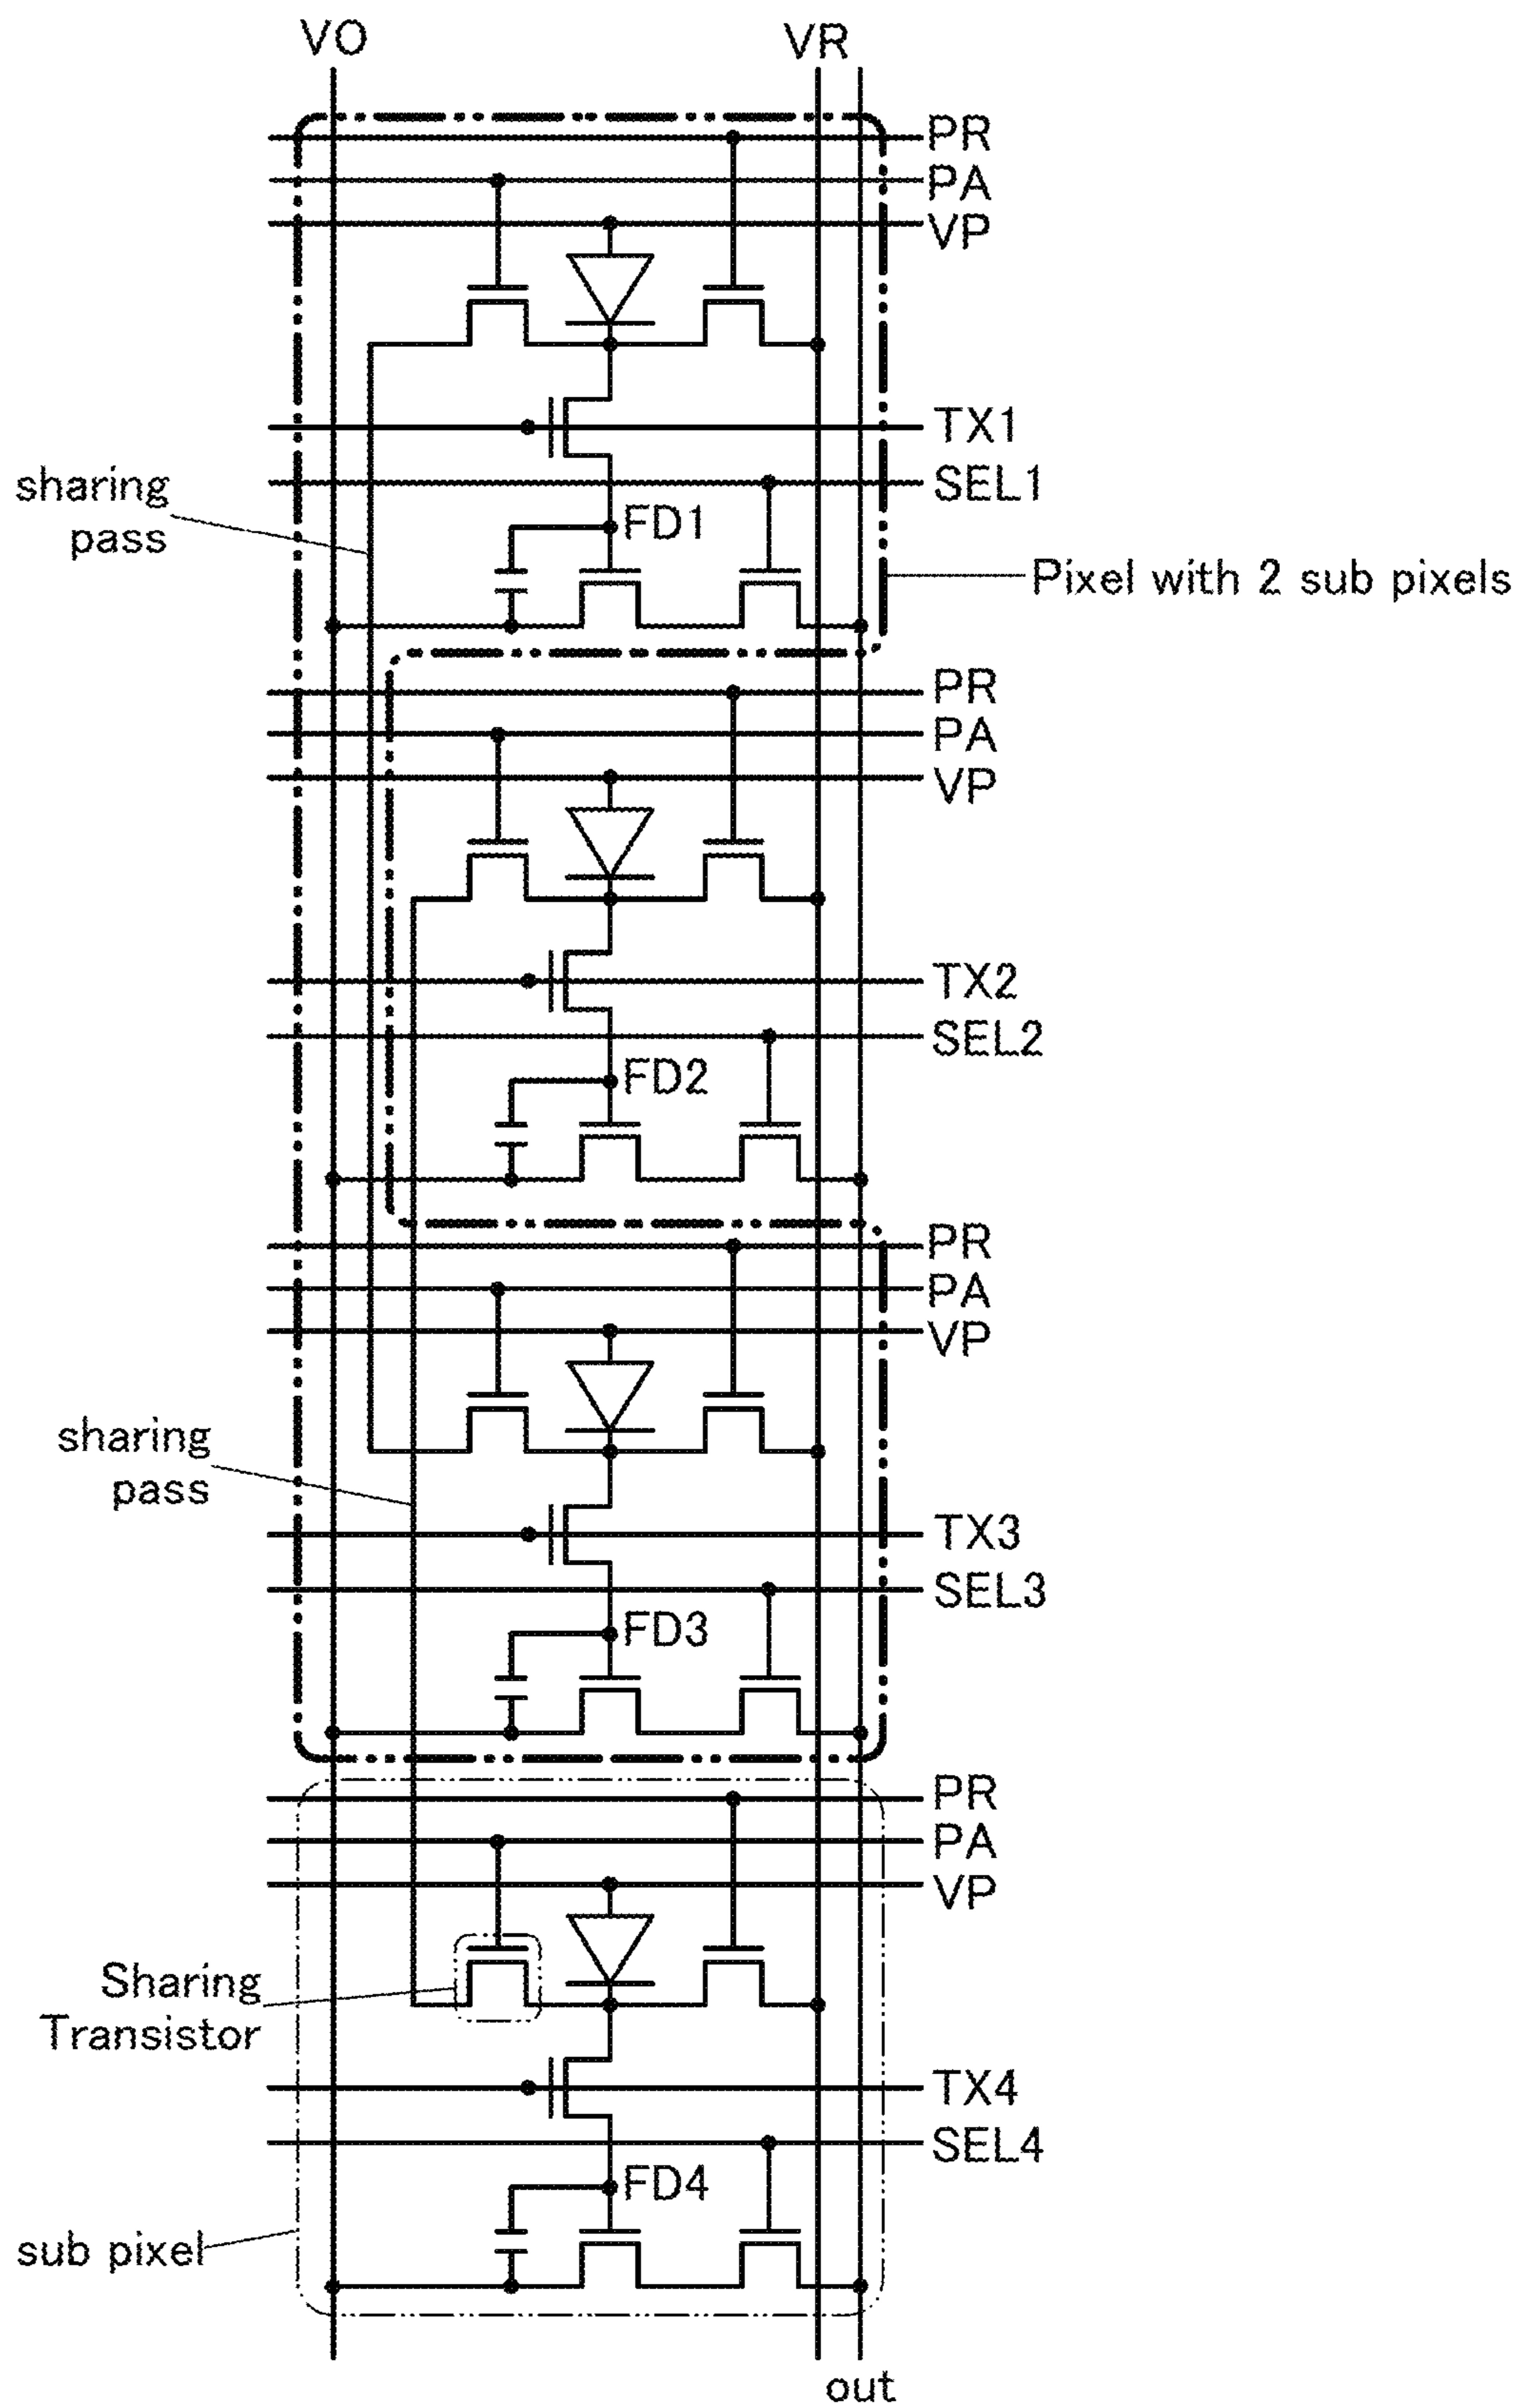 VO
VR
PR
PA
VP
TX1
sharing
pass
SEL1
FD1
Pixel with 2 sub pixels
PR
PA
VP
TX2
SEL2
FD2
PR
PA
VP
sharing
pass
TX3
SEL3
FD3
PR
PA
VP
Sharing
Transistor
TX4
SEL4
FD4
sub pixel
out